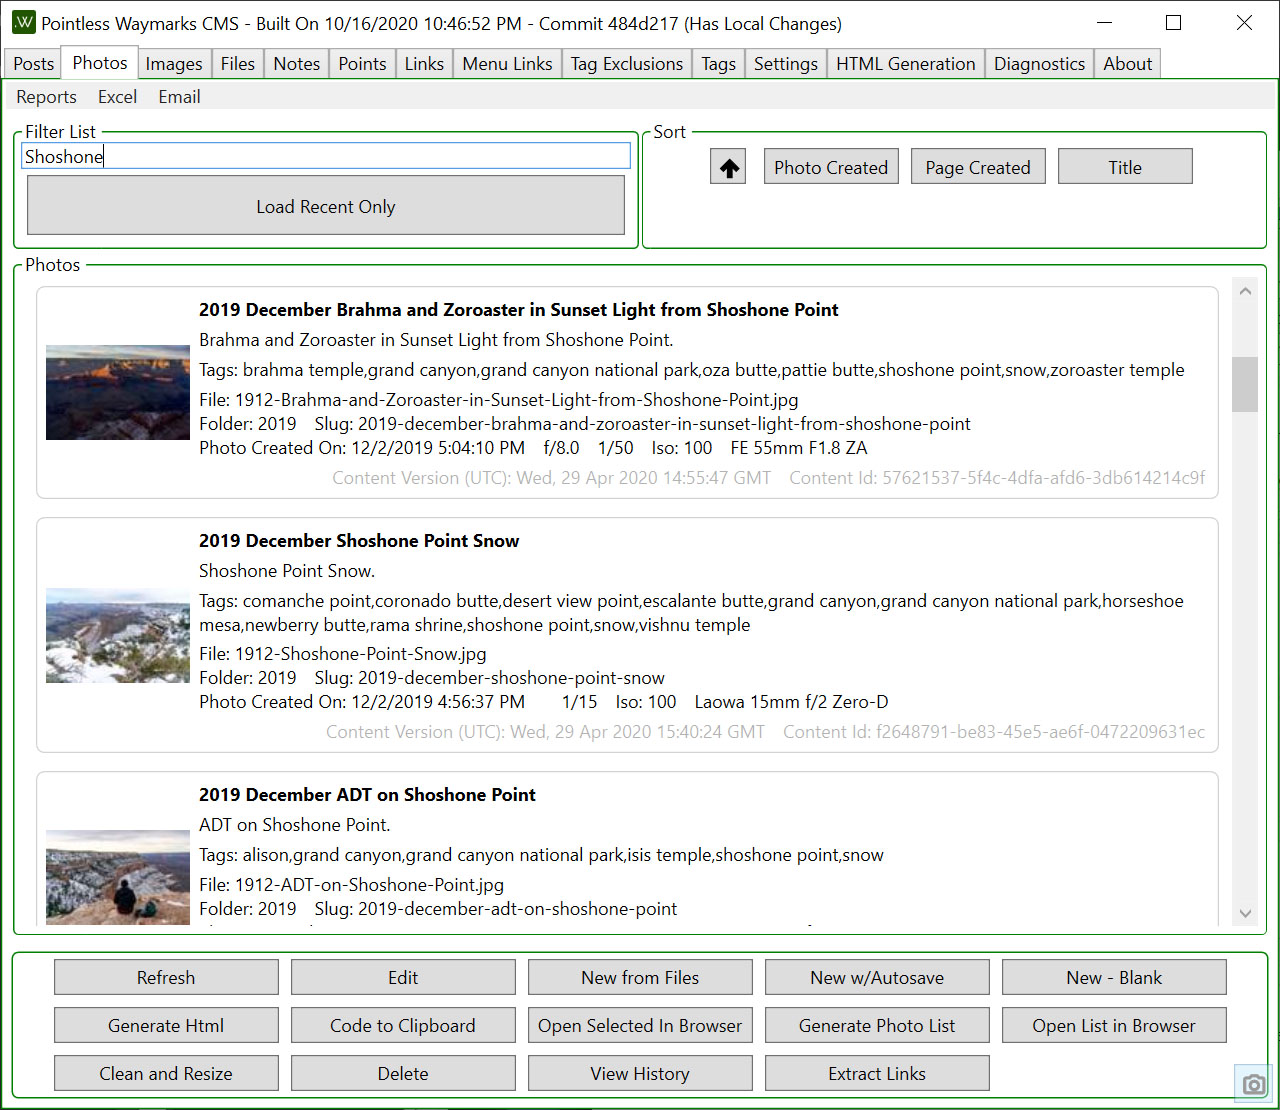 .W Pointless Waymarks CMS - Built On 10/16/2020 10:46:52 PM - Commit 484d217 (Has Local Changes)
Posts Photos Images Files Notes Points Links Menu Links Tag Exclusions Tags Settings HTML Generation Diagnostics About
Reports Excel Email
Filter List
Shoshone
Load Recent Only
Sort
Photo Created Page Created Title
Photos
2019 December Brahma and Zoroaster in Sunset Light from Shoshone Point
Brahma and Zoroaster in Sunset Light from Shoshone Point.
Tags: brahma temple,grand canyon,grand canyon national park,oza butte,pattie butte,shoshone point,snow,zoroaster temple
File: 1912-Brahma-and-Zoroaster-in-Sunset-Light-from-Shoshone-Point.jpg
Folder: 2019 Slug: 2019-december-brahma-and-zoroaster-in-sunset-light-from-shoshone-point
Photo Created On: 12/2/2019 5:04:10 PM f/8.0 1/50 Iso: 100 FE 55mm F1.8 ZA
Content Version (UTC): Wed, 29 Apr 2020 14:55:47 GMT Content Id: 57621537-5f4c-4dfa-afd6-3db614214c9f
2019 December Shoshone Point Snow
Shoshone Point Snow.
Tags: comanche point,coronado butte,desert view point,escalante butte,grand canyon,grand canyon national park,horseshoe
mesa,newberry butte,rama shrine,shoshone point,snow,vishnu temple
File: 1912-Shoshone-Point-Snow.jpg
Folder: 2019 Slug: 2019-december-shoshone-point-snow
Photo Created On: 12/2/2019 4:56:37 PM 1/15 Iso: 100 Laowa 15mm f/2 Zero-D
Content Version (UTC): Wed, 29 Apr 2020 15:40:24 GMT Content Id: f2648791-be83-45e5-ae6f-0472209631ec
2019 December ADT on Shoshone Point
ADT on Shoshone Point.
Tags: alison,grand canyon,grand canyon national park,isis temple,shoshone point,snow
File: 1912-ADT-on-Shoshone-Point.jpg
Folder: 2019 Slug: 2019-december-adt-on-shoshone-point
Refresh Edit New from Files New w/Autosave New - Blank
Generate Html Code to Clipboard Open Selected In Browser Generate Photo List Open List in Browser
Clean and Resize Delete View History Extract Links